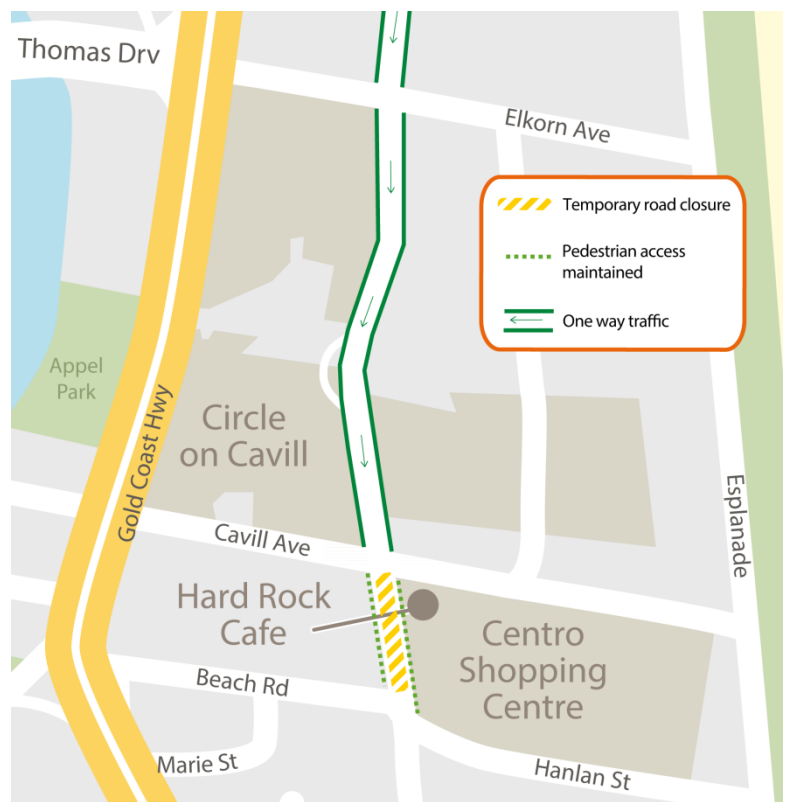 Thomas Drv
Elkorn Ave
Temporary road closure
Pedestrian access
maintained
One way traffic
Appel
Park
Gold Coast Hwy
Circle
on Cavill
Esplanade
Cavill Ave
Hard Rock
Cafe
Centro
Shopping
Centre
Beach Rd
Marie St
Hanlan St